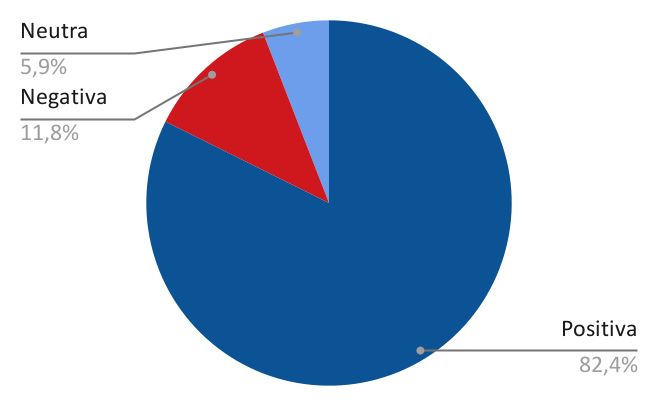 Neutra
5,9%
Negativa
11,8%
Positiva
82,4%